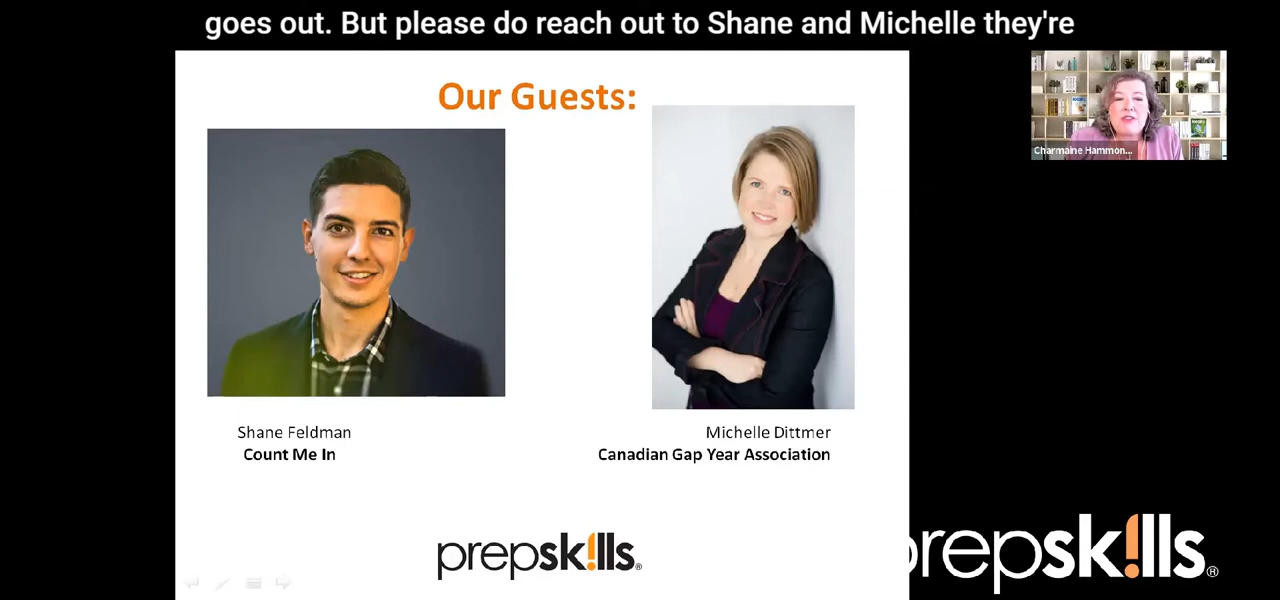 goes out. But please do reach out to Shane and Michelle they're
Our Guests:
Charmaine Hammon...
Shane Feldman
Count Me In
Michelle Dittmer
Canadian Gap Year Association
prepsk!lls®
prepsk!lls®